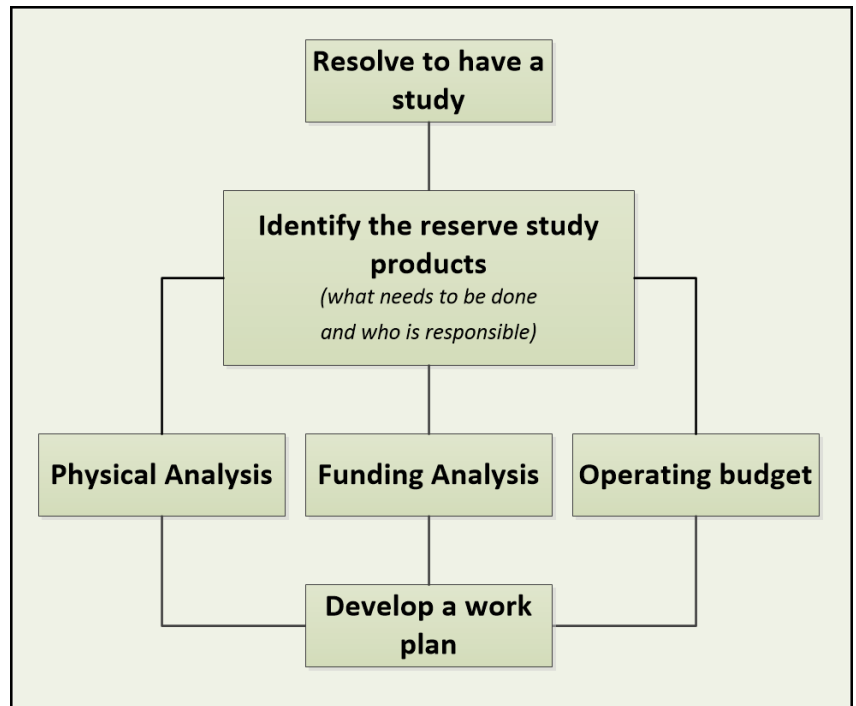 Resolve to have a
study
Identify the reserve study
products
(what needs to be done
and who is responsible)
Physical Analysis
Funding Analysis
Operating budget
Develop a work
plan